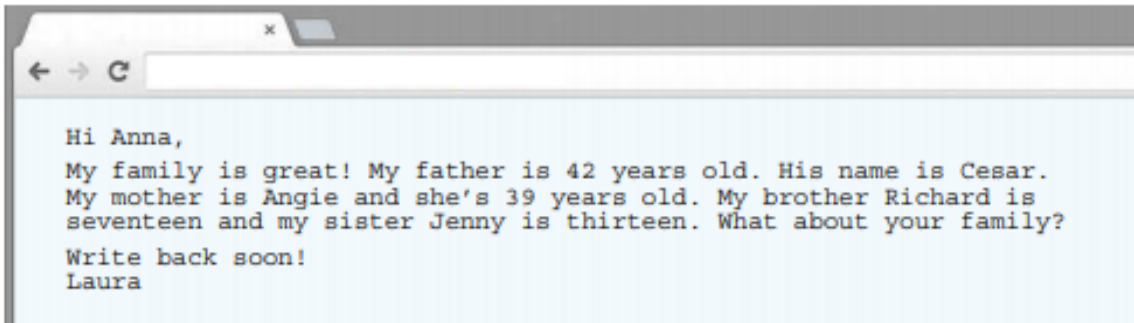 Hi Anna,
My family is great! My father is 42 years old. His name is Cesar.
My mother is Angie and she's 39 years old. My brother Richard is
seventeen and my sister Jenny is thirteen. What about your family?
Write back soon!
Laura